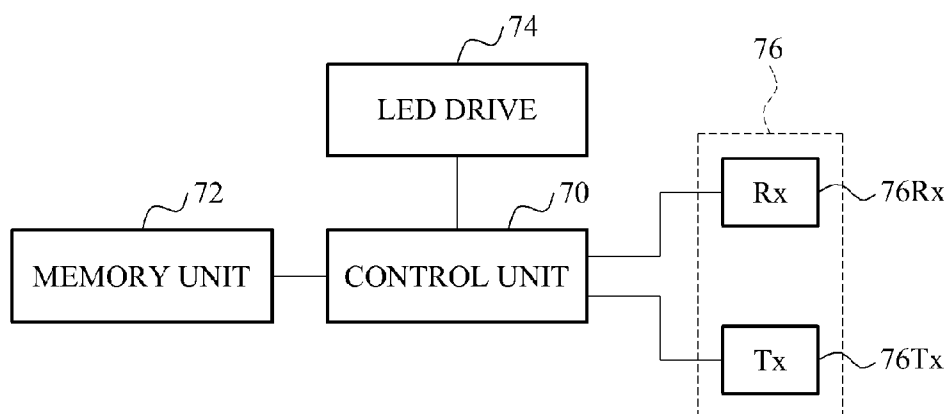 74
LED DRIVE
76
72
70
Rx
76Rx
MEMORY UNIT
CONTROL UNIT
Tx
76Tx